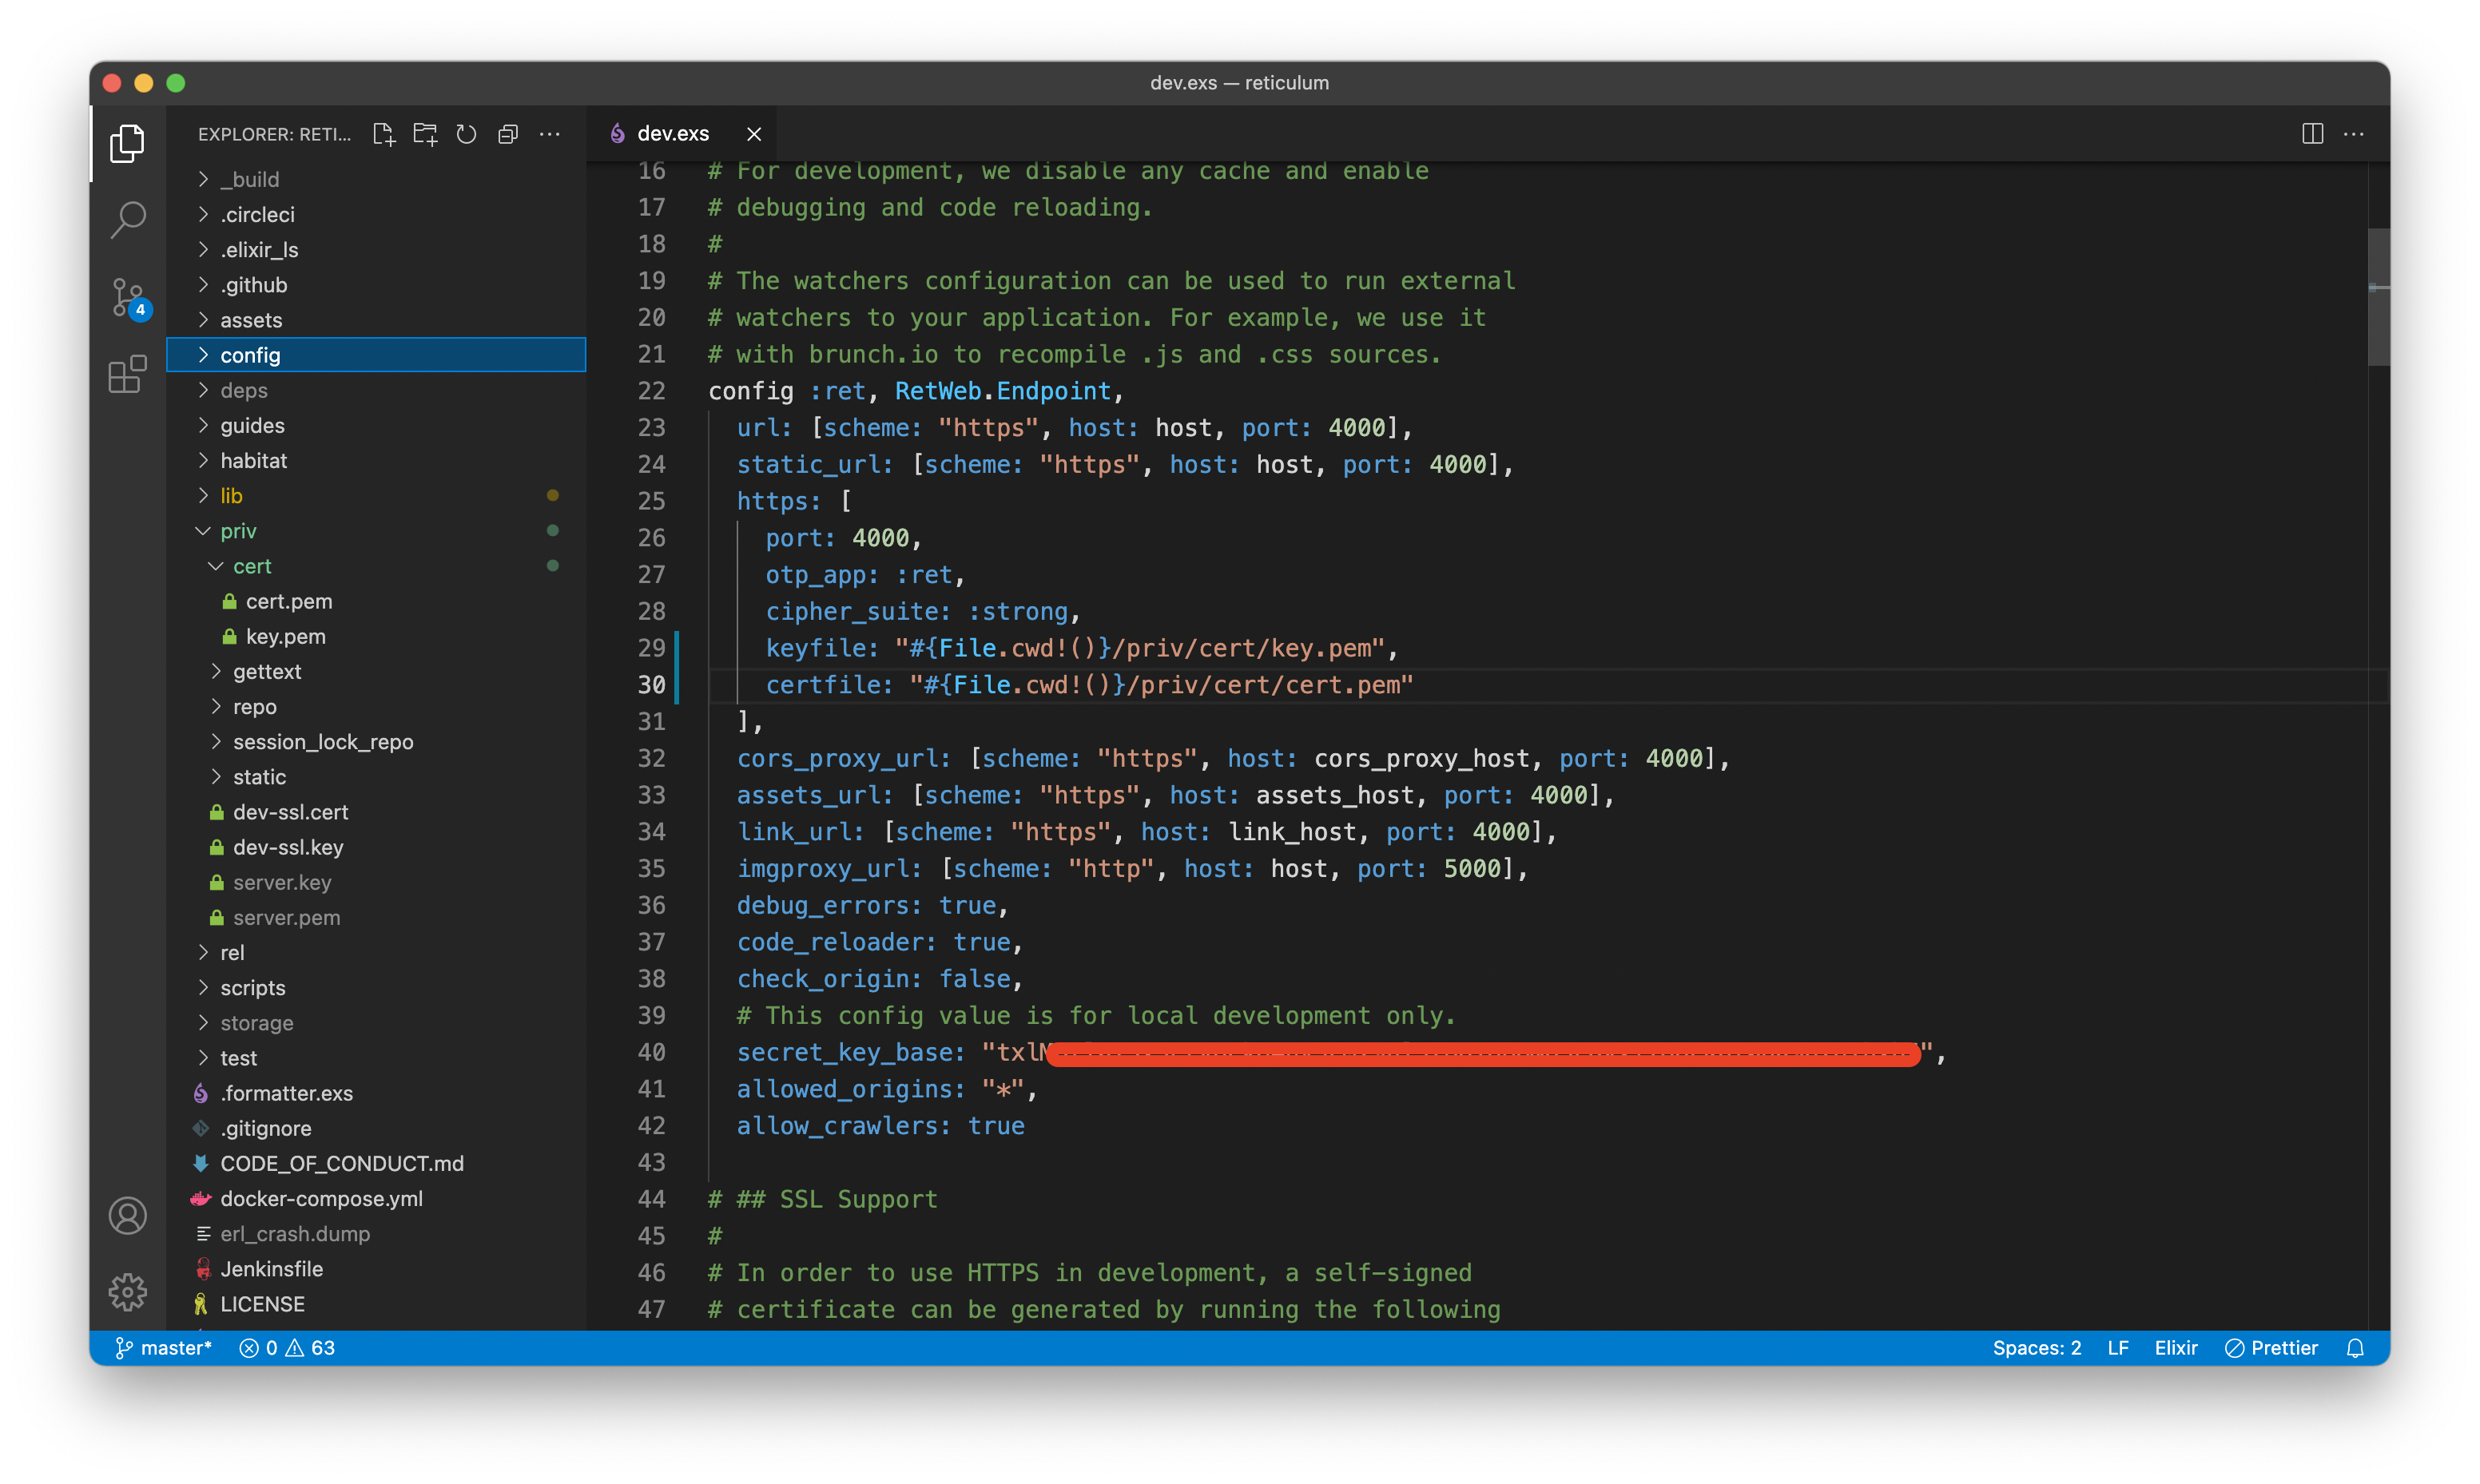 dev.exs — reticulum
EXPLORER: RETI...
_build
.circleci
.elixir_ls
.github
assets
config
deps
guides
habitat
lib
priv
cert
cert.pem
key.pem
gettext
repo
session_lock_repo
static
dev-ssl.cert
dev-ssl.key
server.key
server.pem
rel
scripts
storage
test
.formatter.exs
.gitignore
CODE_OF_CONDUCT.md
docker-compose.yml
erl_crash.dump
Jenkinsfile
LICENSE
4
dev.exs
16 # For development, we disable any cache and enable
17 # debugging and code reloading.
18 #
19 # The watchers configuration can be used to run external
20 # watchers to your application. For example, we use it
21 # with brunch.io to recompile .js and .css sources.
22 config :ret, RetWeb.Endpoint,
23 url: [scheme: "https", host: host, port: 4000],
24 static_url: [scheme: "https", host: host, port: 4000],
25 https: [
26 port: 4000,
27 otp_app: :ret,
28 cipher_suite: :strong,
29 keyfile: "#{File.cwd!()}/priv/cert/key.pem",
30 certfile: "#{File.cwd!()}/priv/cert/cert.pem"
31 ],
32 cors_proxy_url: [scheme: "https", host: cors_proxy_host, port: 4000],
33 assets_url: [scheme: "https", host: assets_host, port: 4000],
34 link_url: [scheme: "https", host: link_host, port: 4000],
35 imgproxy_url: [scheme: "http", host: host, port: 5000],
36 debug_errors: true,
37 code_reloader: true,
38 check_origin: false,
39 # This config value is for local development only.
40 secret_key_base: "txl ",
41 allowed_origins: "*",
42 allow_crawlers: true
43
44 # ## SSL Support
45 #
46 # In order to use HTTPS in development, a self-signed
47 # certificate can be generated by running the following
master* 0 63
Spaces: 2 LF Elixir Prettier